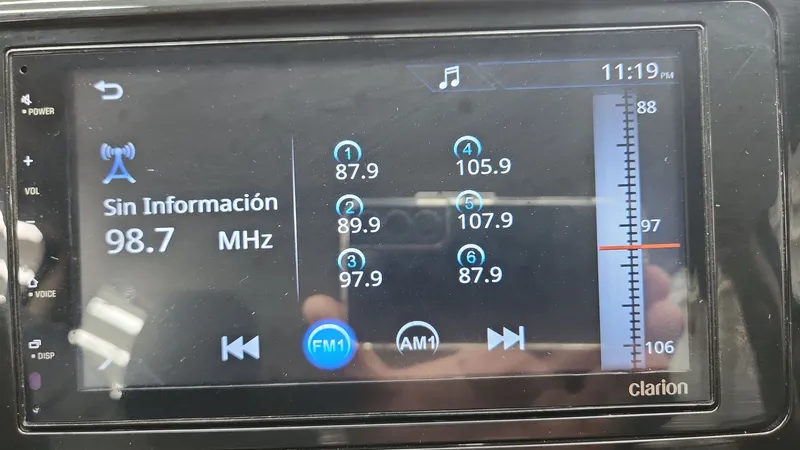 11:19 PM
POWER
+
VOL
-
VOICE
DISP
Sin Información
98.7 MHz
1
87.9
2
89.9
3
97.9
4
105.9
5
107.9
6
87.9
FM1
AM1
88
97
106
clarion